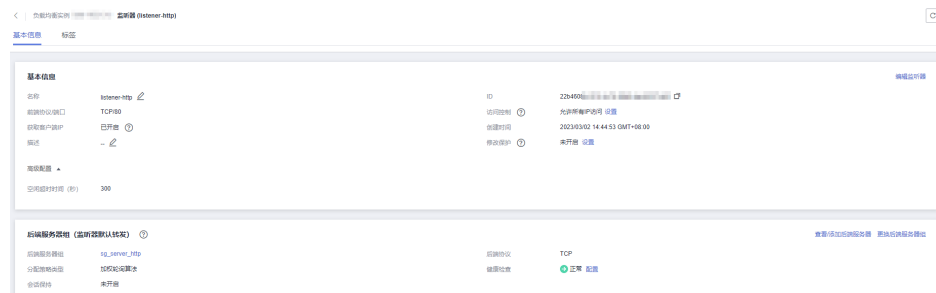 负载均衡实例 监听器 (listener-http)
基本信息 标签
基本信息 编辑监听器
名称 listener-http ID 22b4508
前端协议/端口 TCP/80 访问控制 允许所有IP访问 设置
获取客户端IP 已开启 创建时间 2023/03/02 14:44:53 GMT+08:00
描述 -- 修改保护 未开启 设置
高级配置
空闲超时时间（秒） 300
后端服务器组（监听器默认转发） 查看/添加后端服务器 更换后端服务器组
后端服务器组 sg_server_http 后端协议 TCP
分配策略类型 加权轮询算法 健康检查 正常 配置
会话保持 未开启